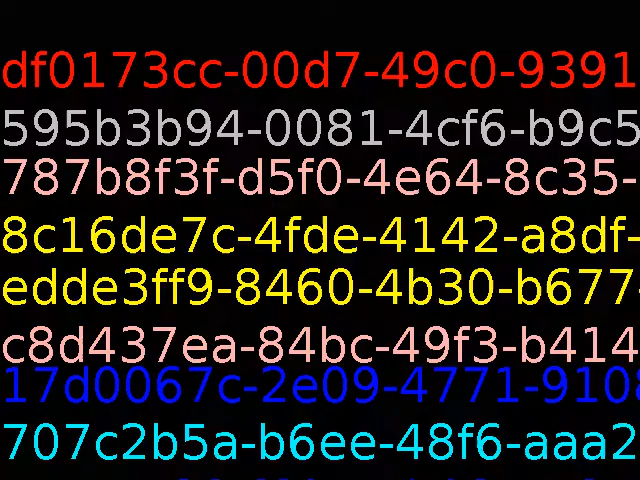 df0173cc-00d7-49c0-9391
595b3b94-0081-4cf6-b9c5
787b8f3f-d5f0-4e64-8c35-
8c16de7c-4fde-4142-a8df-
edde3ff9-8460-4b30-b677-
c8d437ea-84bc-49f3-b414
17d0067c-2e09-4771-9108
707c2b5a-b6ee-48f6-aaa2